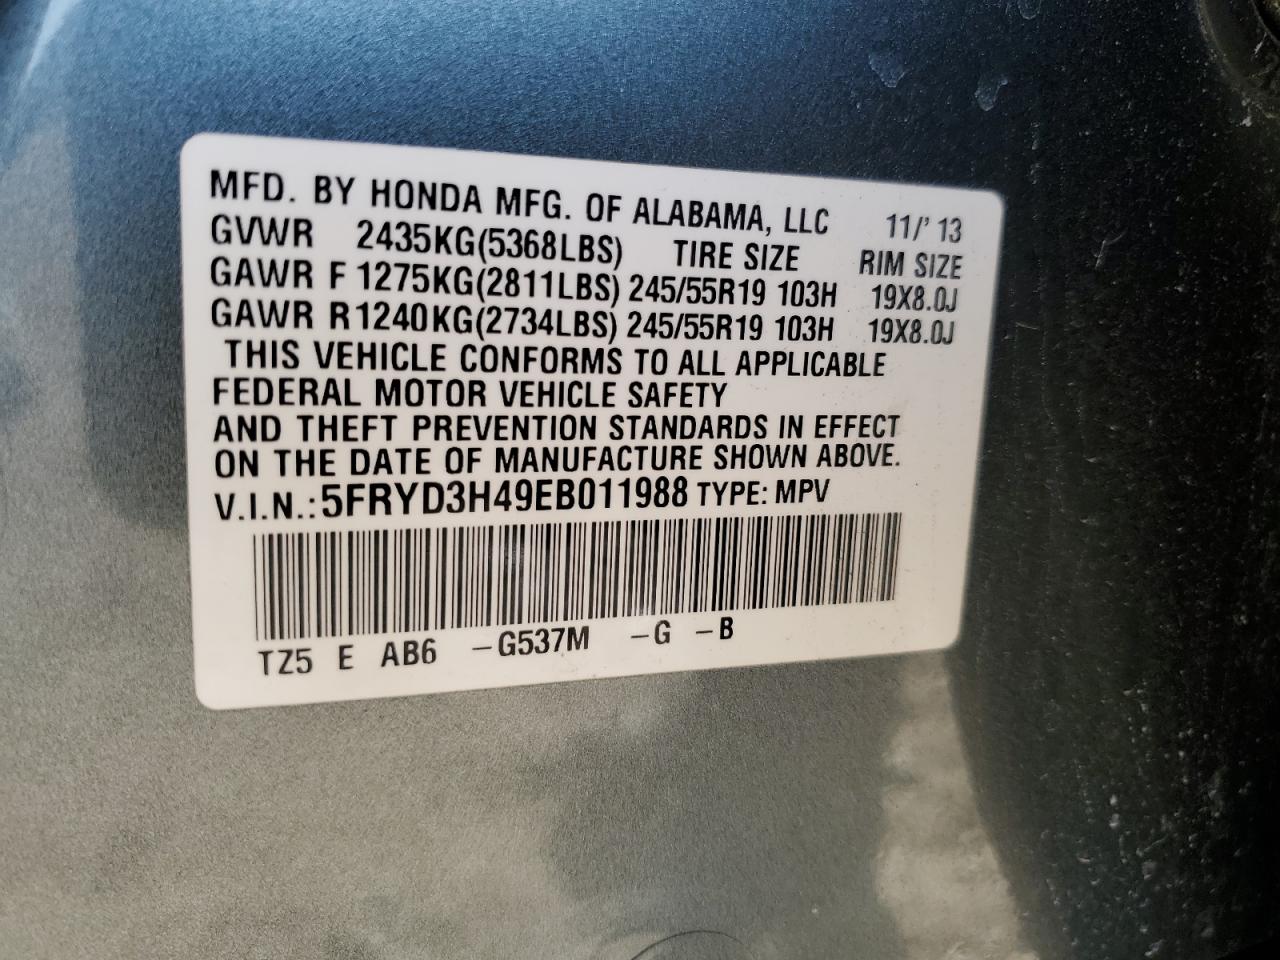 MFD. BY HONDA MFG. OF ALABAMA, LLC 11/' 13
GVWR 2435KG(5368LBS) TIRE SIZE RIM SIZE
GAWR F 1275KG(2811LBS) 245/55R19 103H 19X8.0J
GAWR R1240KG(2734LBS) 245/55R19 103H 19X8.0J
THIS VEHICLE CONFORMS TO ALL APPLICABLE
FEDERAL MOTOR VEHICLE SAFETY
AND THEFT PREVENTION STANDARDS IN EFFECT
ON THE DATE OF MANUFACTURE SHOWN ABOVE.
V.I.N.: 5FRYD3H49EB011988 TYPE: MPV
TZ5 E AB6 -G537M -G -B